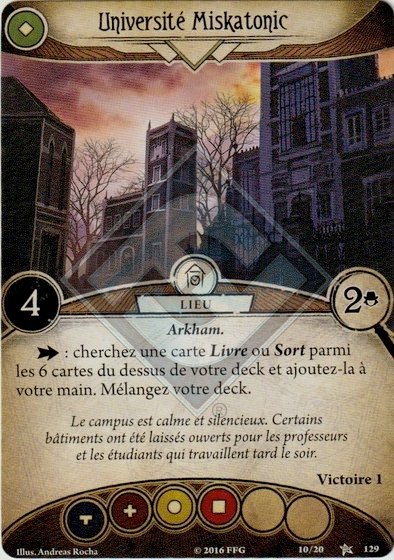 Université Miskatonic
4
LIEU
2
Arkham.
: cherchez une carte Livre ou Sort parmi
les 6 cartes du dessus de votre deck et ajoutez-la à
votre main. Mélangez votre deck.
Le campus est calme et silencieux. Certains
bâtiments ont été laissés ouverts pour les professeurs
et les étudiants qui travaillent tard le soir.
Victoire 1
Illus. Andreas Rocha © 2016 FFG 10/20 129